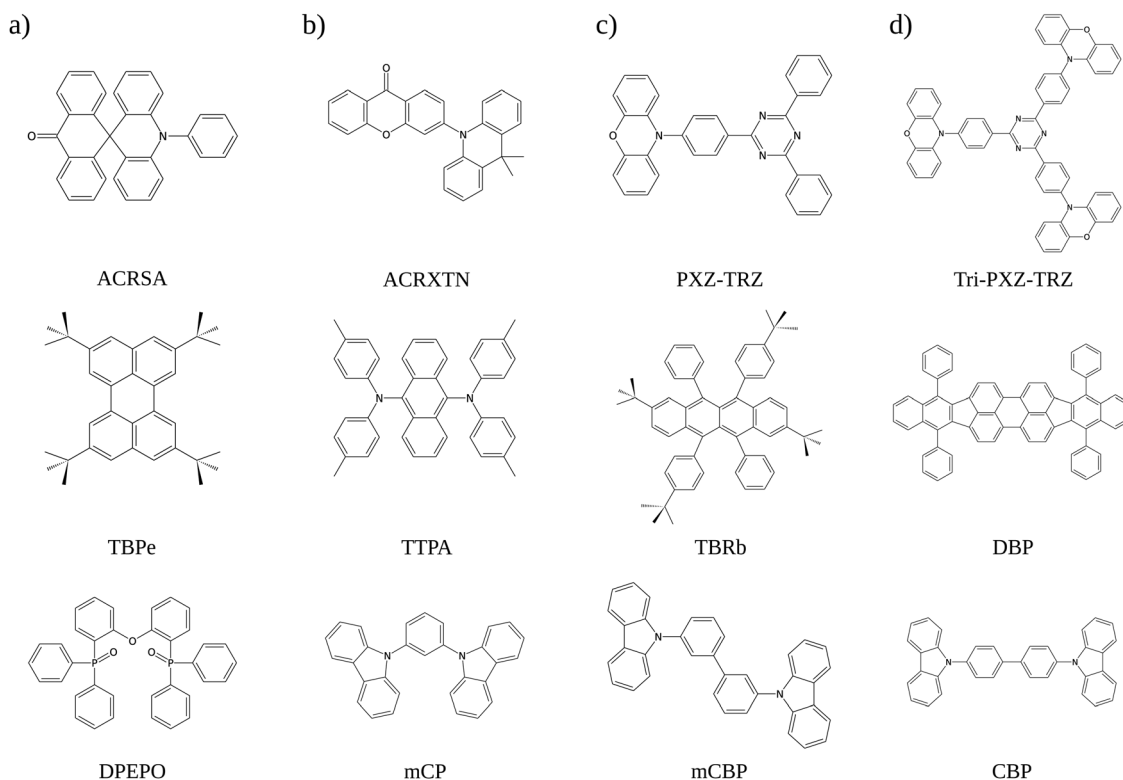 a) b) c) d)
ACRSA ACRXTN PXZ-TRZ Tri-PXZ-TRZ
TBPe TTPA TBRb DBP
DPEPO mCP mCBP CBP